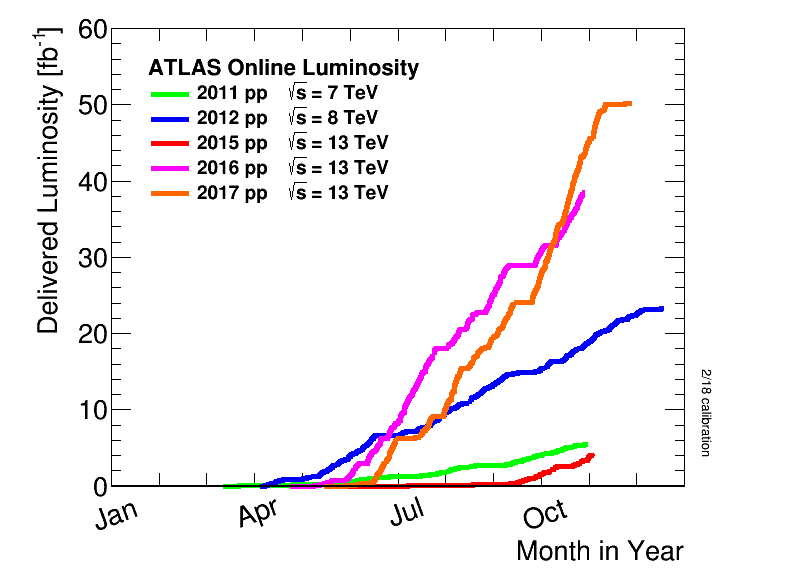 60
50
40
30
20
10
0
Delivered Luminosity [fb⁻¹]
ATLAS Online Luminosity
2011 pp √s = 7 TeV
2012 pp √s = 8 TeV
2015 pp √s = 13 TeV
2016 pp √s = 13 TeV
2017 pp √s = 13 TeV
2/18 calibration
Jan Apr Jul Oct
Month in Year